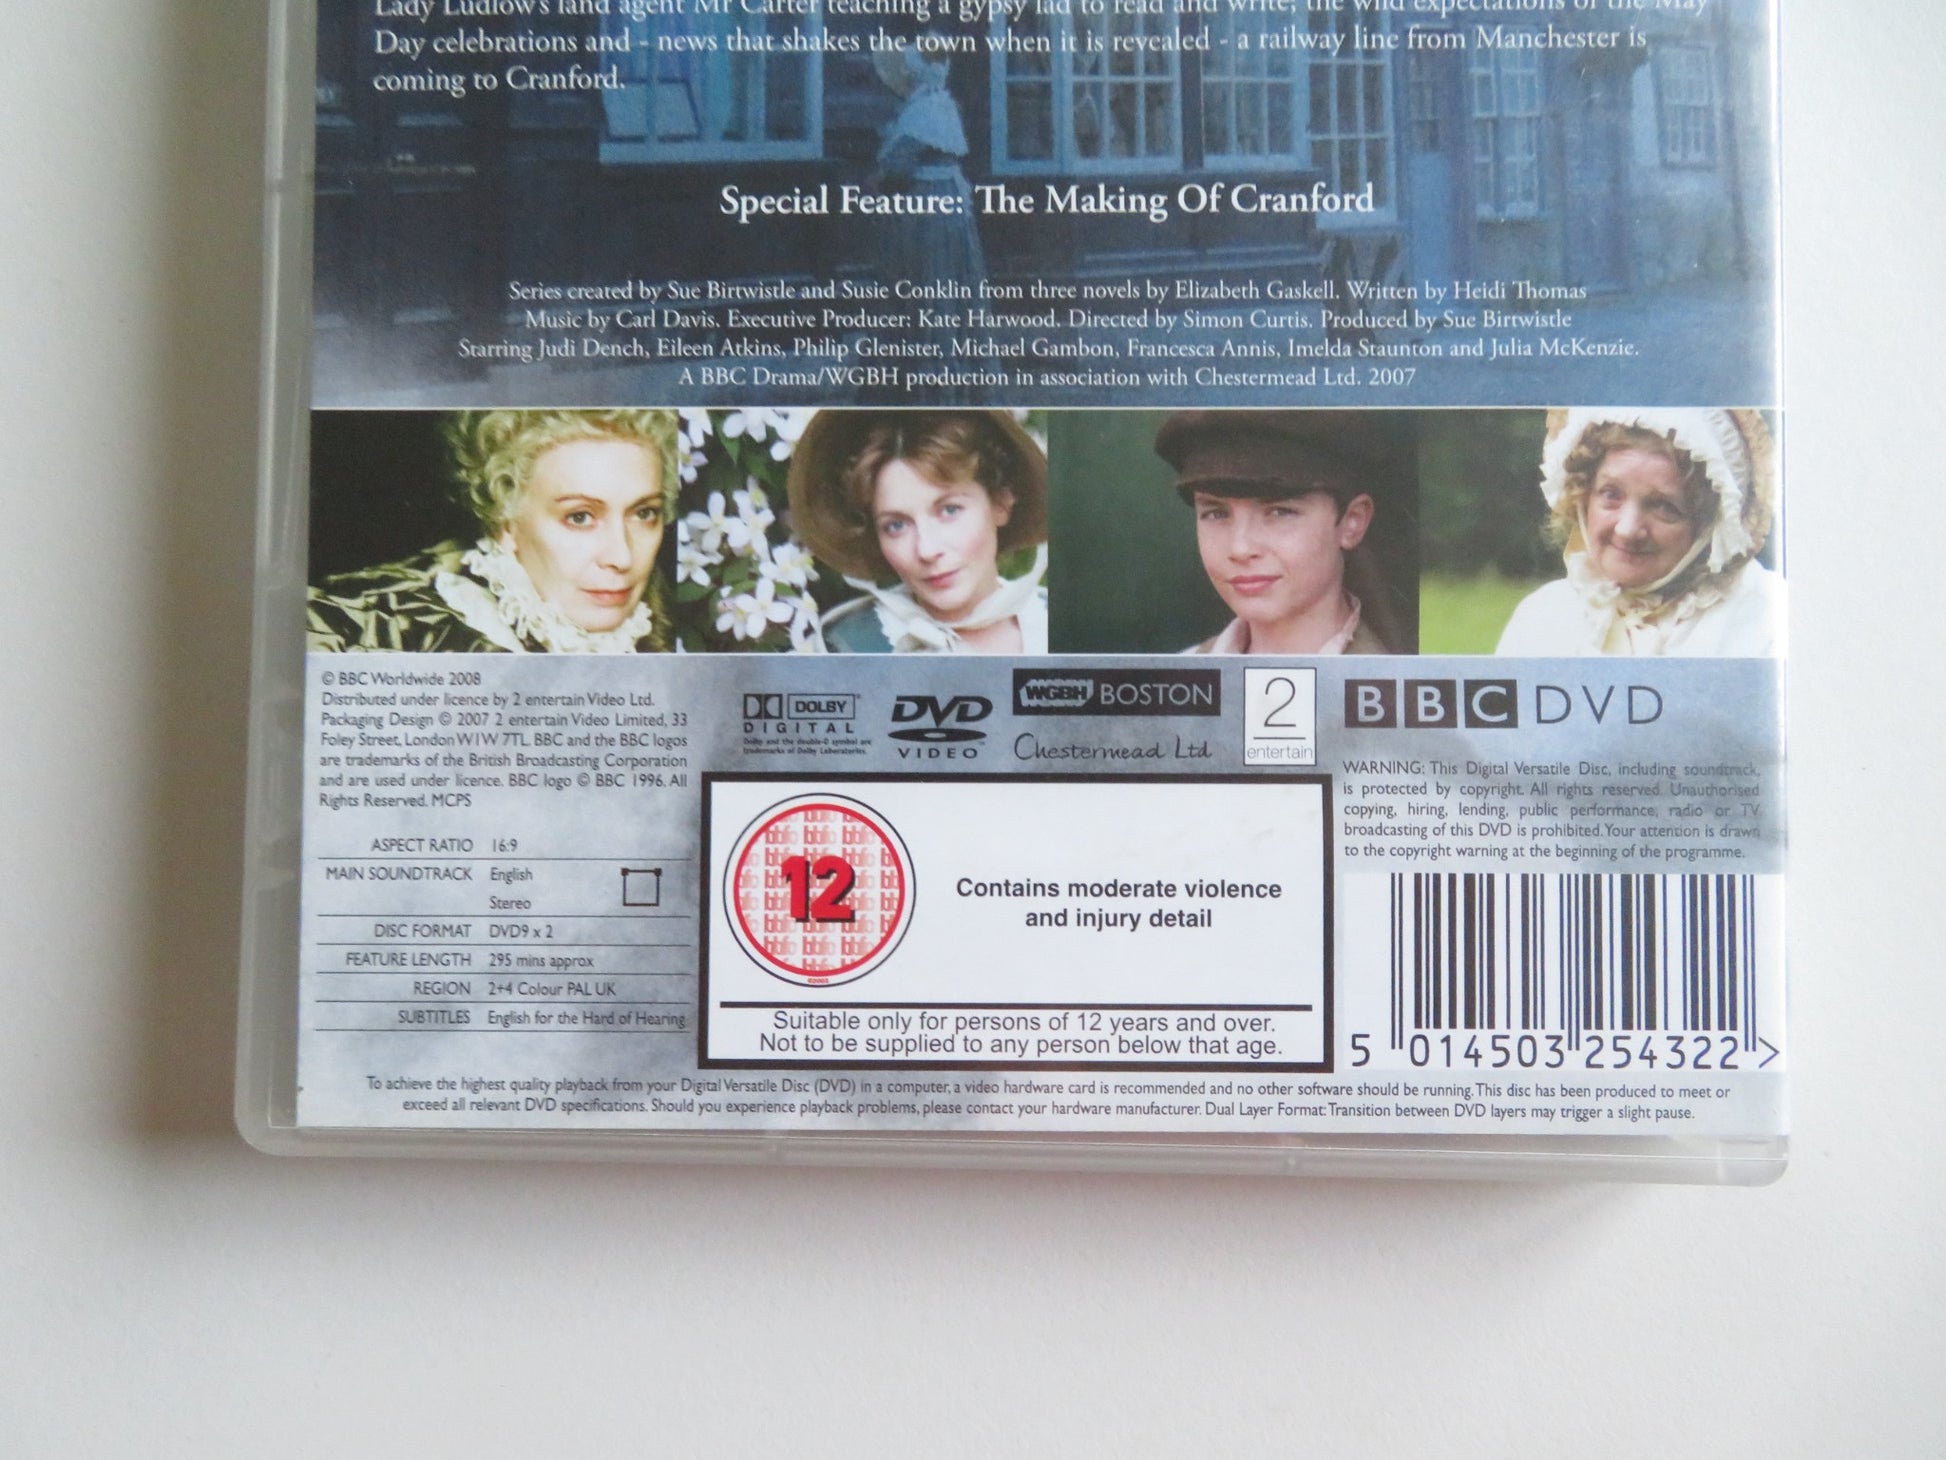 Lady Ludlow's land agent Mr Carter teaching a gypsy lad to read and write; the wild expectations of the May
Day celebrations and - news that shakes the town when it is revealed - a railway line from Manchester is
coming to Cranford.
Special Feature: The Making Of Cranford
Series created by Sue Birtwistle and Susie Conklin from three novels by Elizabeth Gaskell. Written by Heidi Thomas
Music by Carl Davis. Executive Producer: Kate Harwood. Directed by Simon Curtis. Produced by Sue Birtwistle
Starring Judi Dench, Eileen Atkins, Philip Glenister, Michael Gambon, Francesca Annis, Imelda Staunton and Julia McKenzie.
A BBC Drama/WGBH production in association with Chestermead Ltd. 2007
© BBC Worldwide 2008
Distributed under licence by 2 entertain Video Ltd.
Packaging Design © 2007 2 entertain Video Limited, 33
Foley Street, London W1W 7TL. BBC and the BBC logos
are trademarks of the British Broadcasting Corporation
and are used under licence. BBC logo © BBC 1996. All
Rights Reserved. MCPS
ASPECT RATIO 16:9
MAIN SOUNDTRACK English
Stereo
DISC FORMAT DVD9 x 2
FEATURE LENGTH 295 mins approx
REGION 2+4 Colour PAL UK
SUBTITLES English for the Hard of Hearing
DOLBY
DIGITAL
Dolby and the double-D symbol are
trademarks of Dolby Laboratories.
DVD
VIDEO
WGBH BOSTON
Chestermead Ltd
2
entertain
BBC DVD
WARNING: This Digital Versatile Disc, including soundtrack,
is protected by copyright. All rights reserved. Unauthorised
copying, hiring, lending, public performance, radio or TV
broadcasting of this DVD is prohibited. Your attention is drawn
to the copyright warning at the beginning of the programme.
bbfc
12
Contains moderate violence
and injury detail
Suitable only for persons of 12 years and over.
Not to be supplied to any person below that age.
5 014503 254322 >
To achieve the highest quality playback from your Digital Versatile Disc (DVD) in a computer, a video hardware card is recommended and no other software should be running. This disc has been produced to meet or
exceed all relevant DVD specifications. Should you experience playback problems, please contact your hardware manufacturer. Dual Layer Format: Transition between DVD layers may trigger a slight pause.